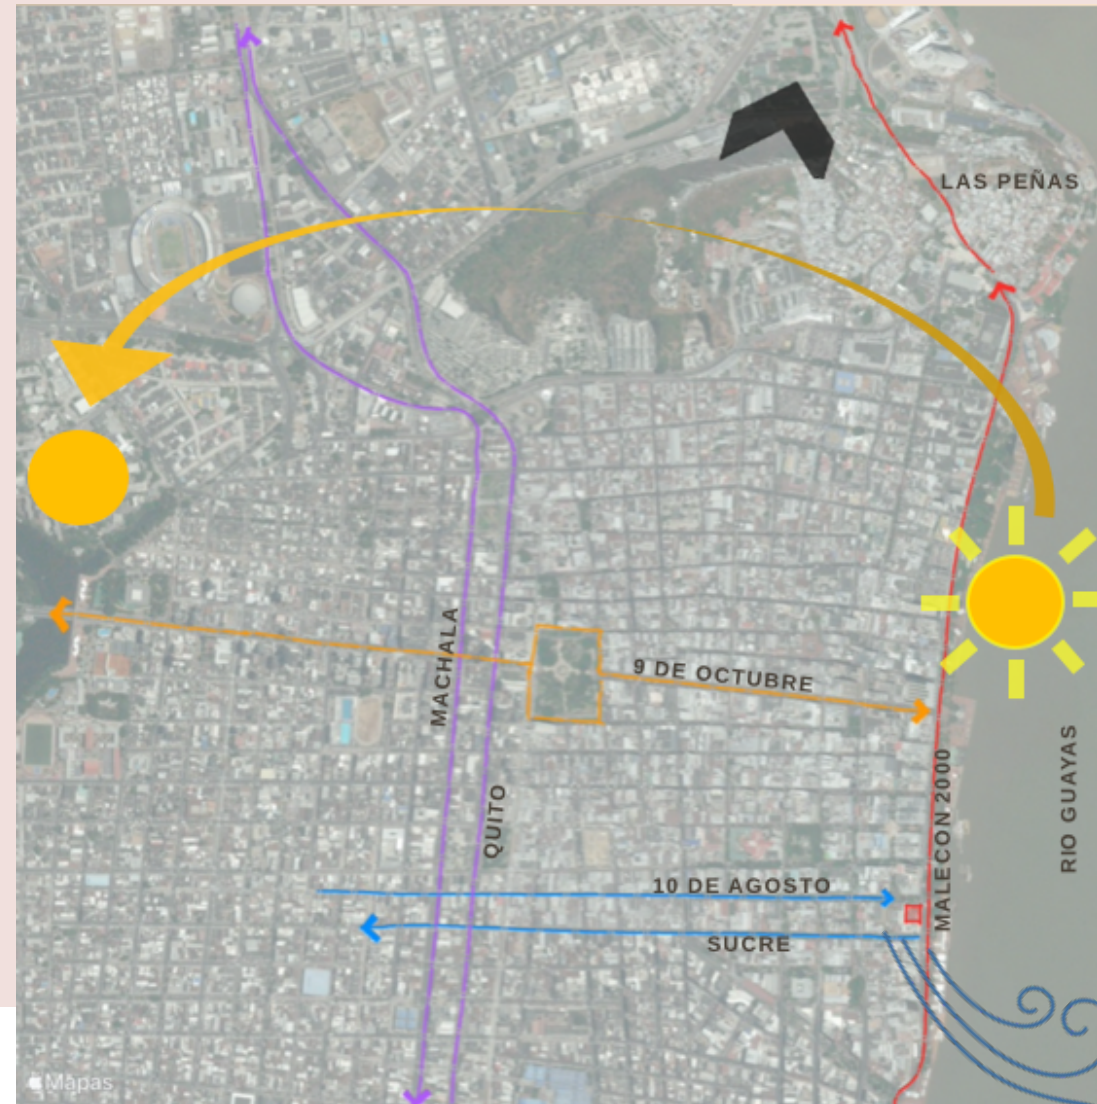 LAS PEÑAS
MACHALA
9 DE OCTUBRE
QUITO
MALECON 2000
RIO GUAYAS
10 DE AGOSTO
SUCRE
Mapas